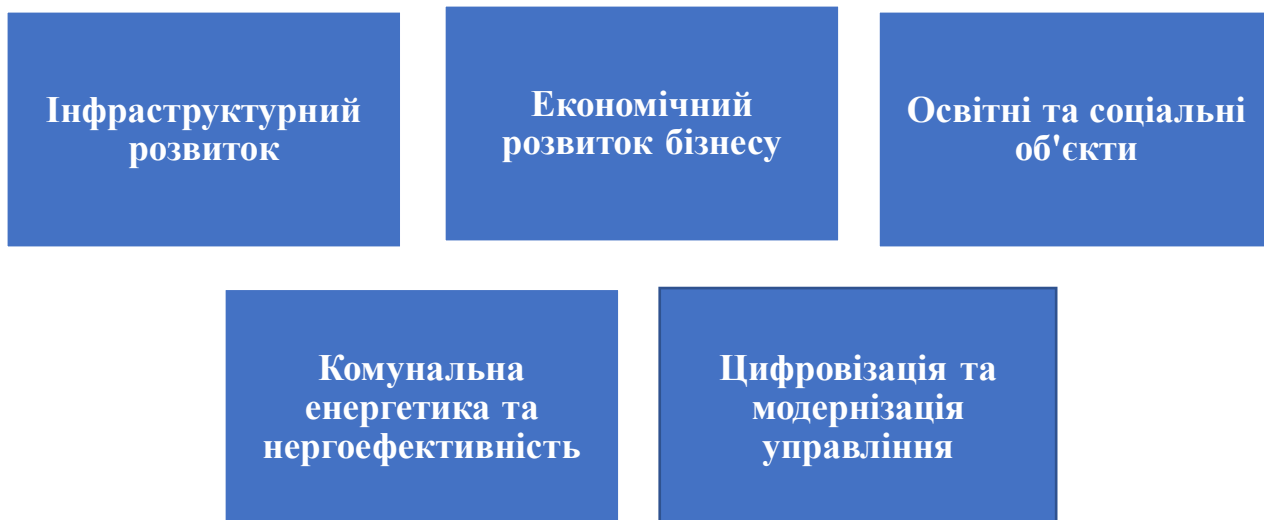 Інфраструктурний
розвиток
Економічний
розвиток бізнесу
Освітні та соціальні
об'єкти
Комунальна
енергетика та
нергоефективність
Цифровізація та
модернізація
управління